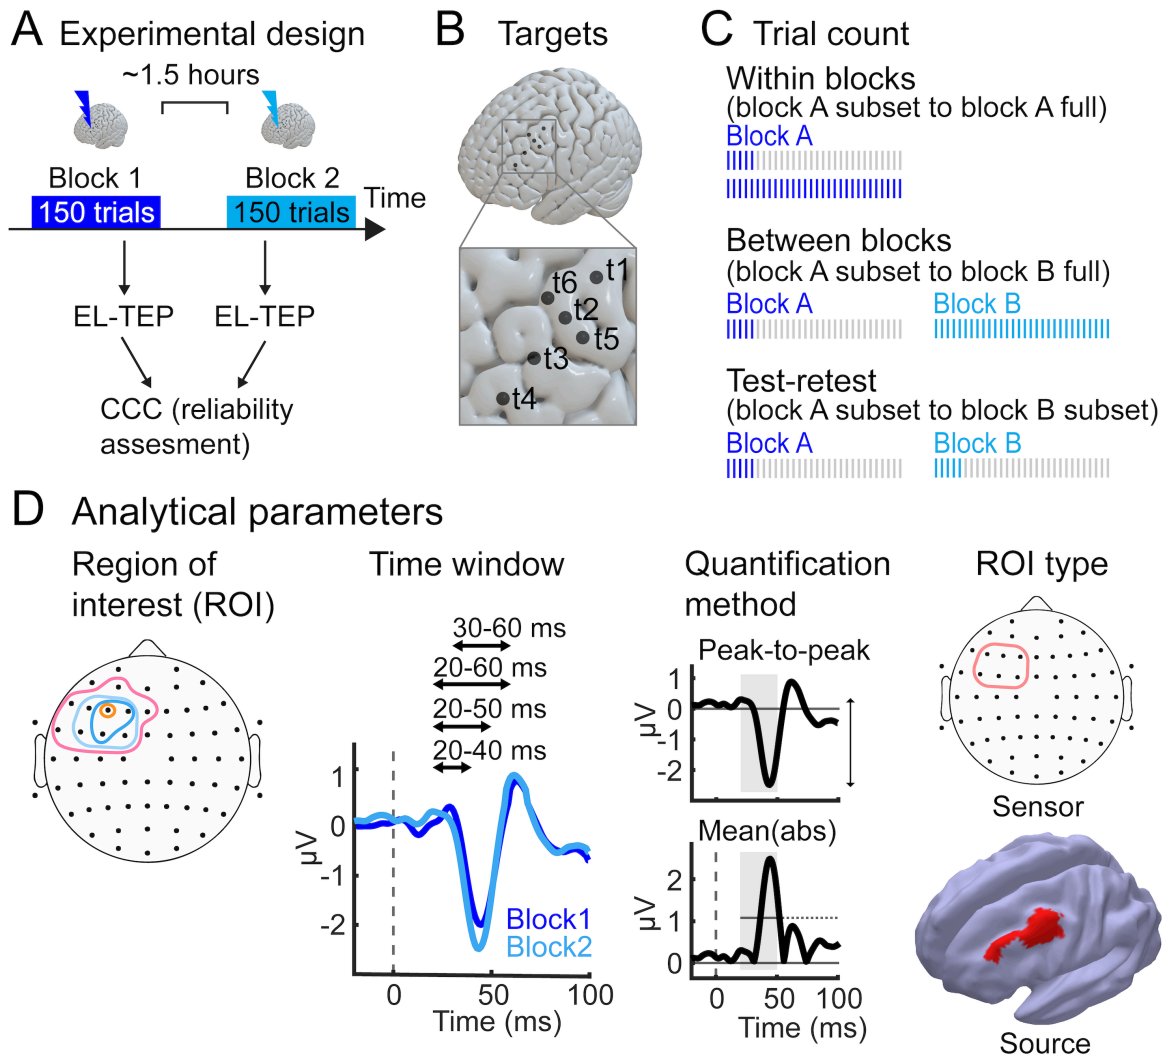 A Experimental design
~1.5 hours
Block 1
Block 2
150 trials
150 trials
Time
EL-TEP
EL-TEP
CCC (reliability
assesment)
B Targets
t1
t6
t2
t5
t3
t4
C Trial count
Within blocks
(block A subset to block A full)
Block A
Between blocks
(block A subset to block B full)
Block A
Block B
Test-retest
(block A subset to block B subset)
Block A
Block B
D Analytical parameters
Region of
interest (ROI)
Time window
30-60 ms
20-60 ms
20-50 ms
20-40 ms
1
0
-1
-2
µV
Block1
Block2
0
50
100
Time (ms)
Quantification
method
Peak-to-peak
1
0
-1
-2
µV
Mean(abs)
2
1
0
µV
0
50
100
Time (ms)
ROI type
Sensor
Source